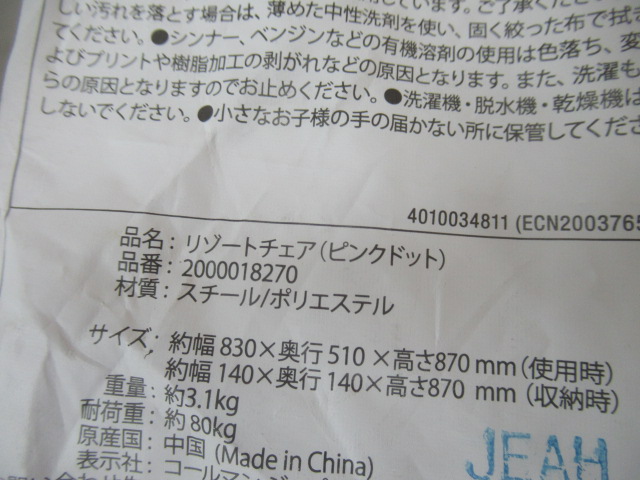 しい汚れを落とす場合は、薄めた中性洗剤を使い、固く絞った布で拭
てください。●シンナー、ベンジンなどの有機溶剤の使用は色落ち、変
よびプリントや樹脂加工の剥がれなどの原因となります。また、洗濯も
らの原因となりますのでお止めください。●洗濯機・脱水機・乾燥機は
しないでください。●小さなお子様の手の届かない所に保管してくださ
4010034811 (ECN2003765
品名：リゾートチェア（ピンクドット）
品番：2000018270
材質：スチール/ポリエステル
サイズ：約幅 830×奥行 510 ×高さ870 mm（使用時）
約幅 140×奥行 140×高さ870 mm（収納時）
重量：約3.1kg
耐荷重：約 80kg
原産国：中国（Made in China）
表示社：コールマン
JEAH